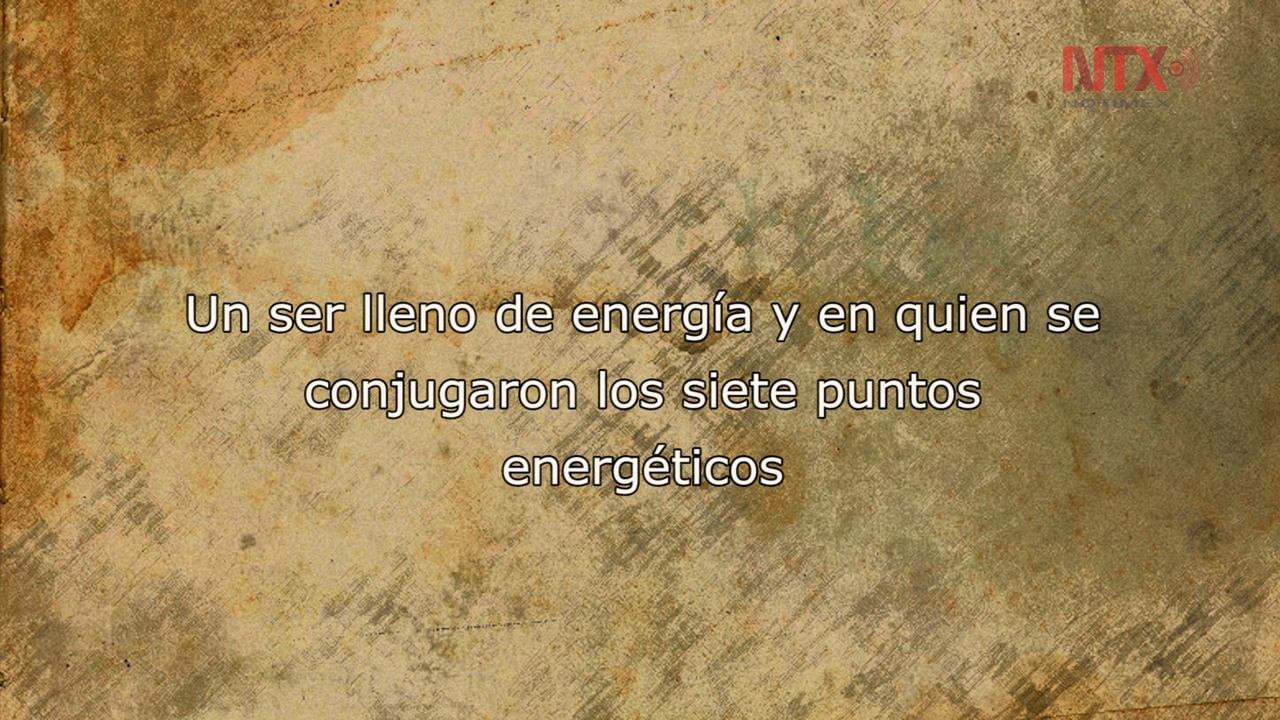 NTX
NOTIMEX
Un ser lleno de energía y en quien se
conjugaron los siete puntos
energéticos